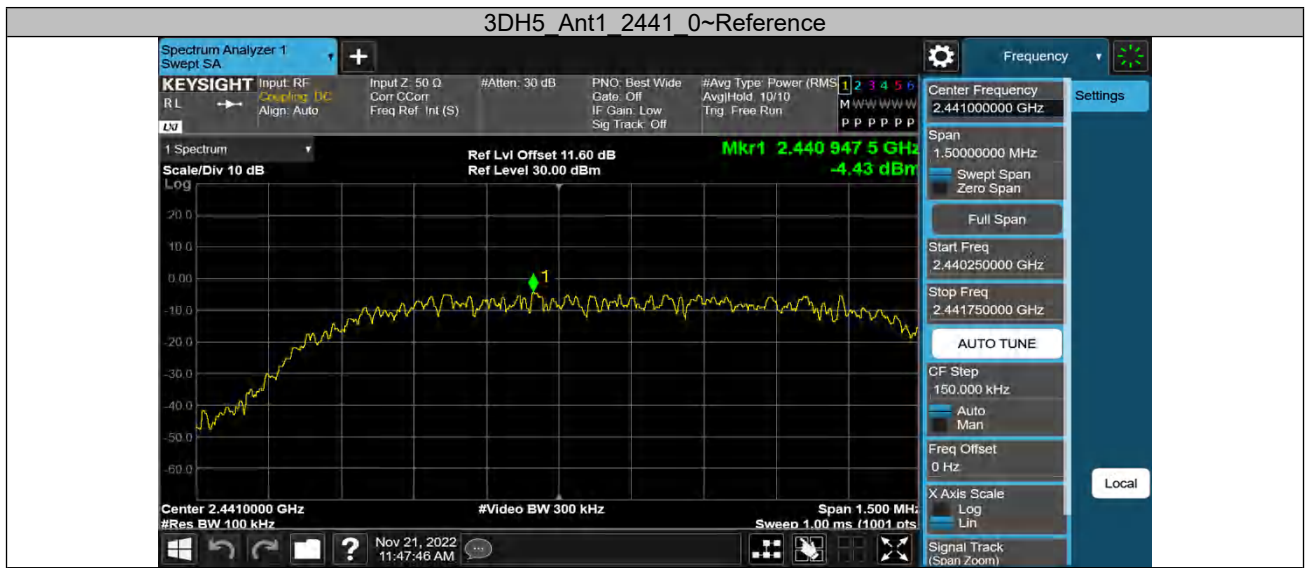 3DH5_Ant1_2441_0~Reference
Spectrum Analyzer 1
Swept SA
Frequency
KEYSIGHT
RL
LXI
Input: RF
Coupling: DC
Align: Auto
Input Z: 50 Ω
Corr CCorr
Freq Ref: Int (S)
#Atten: 30 dB
PNO: Best Wide
Gate: Off
IF Gain: Low
Sig Track: Off
#Avg Type: Power (RMS
Avg|Hold: 10/10
Trig: Free Run
1 2 3 4 5 6
M W W W W W
P P P P P P
1 Spectrum
Scale/Div 10 dB
Log
Ref Lvl Offset 11.60 dB
Ref Level 30.00 dBm
Mkr1 2.440 947 5 GHz
-4.43 dBm
20.0
10.0
0.00
-10.0
-20.0
-30.0
-40.0
-50.0
-60.0
1
Center 2.4410000 GHz
#Res BW 100 kHz
#Video BW 300 kHz
Span 1.500 MHz
Sweep 1.00 ms (1001 pts
?
Nov 21, 2022
11:47:46 AM
Center Frequency
2.441000000 GHz
Span
1.50000000 MHz
Swept Span
Zero Span
Full Span
Start Freq
2.440250000 GHz
Stop Freq
2.441750000 GHz
AUTO TUNE
CF Step
150.000 kHz
Auto
Man
Freq Offset
0 Hz
X Axis Scale
Log
Lin
Signal Track
(Span Zoom)
Settings
Local